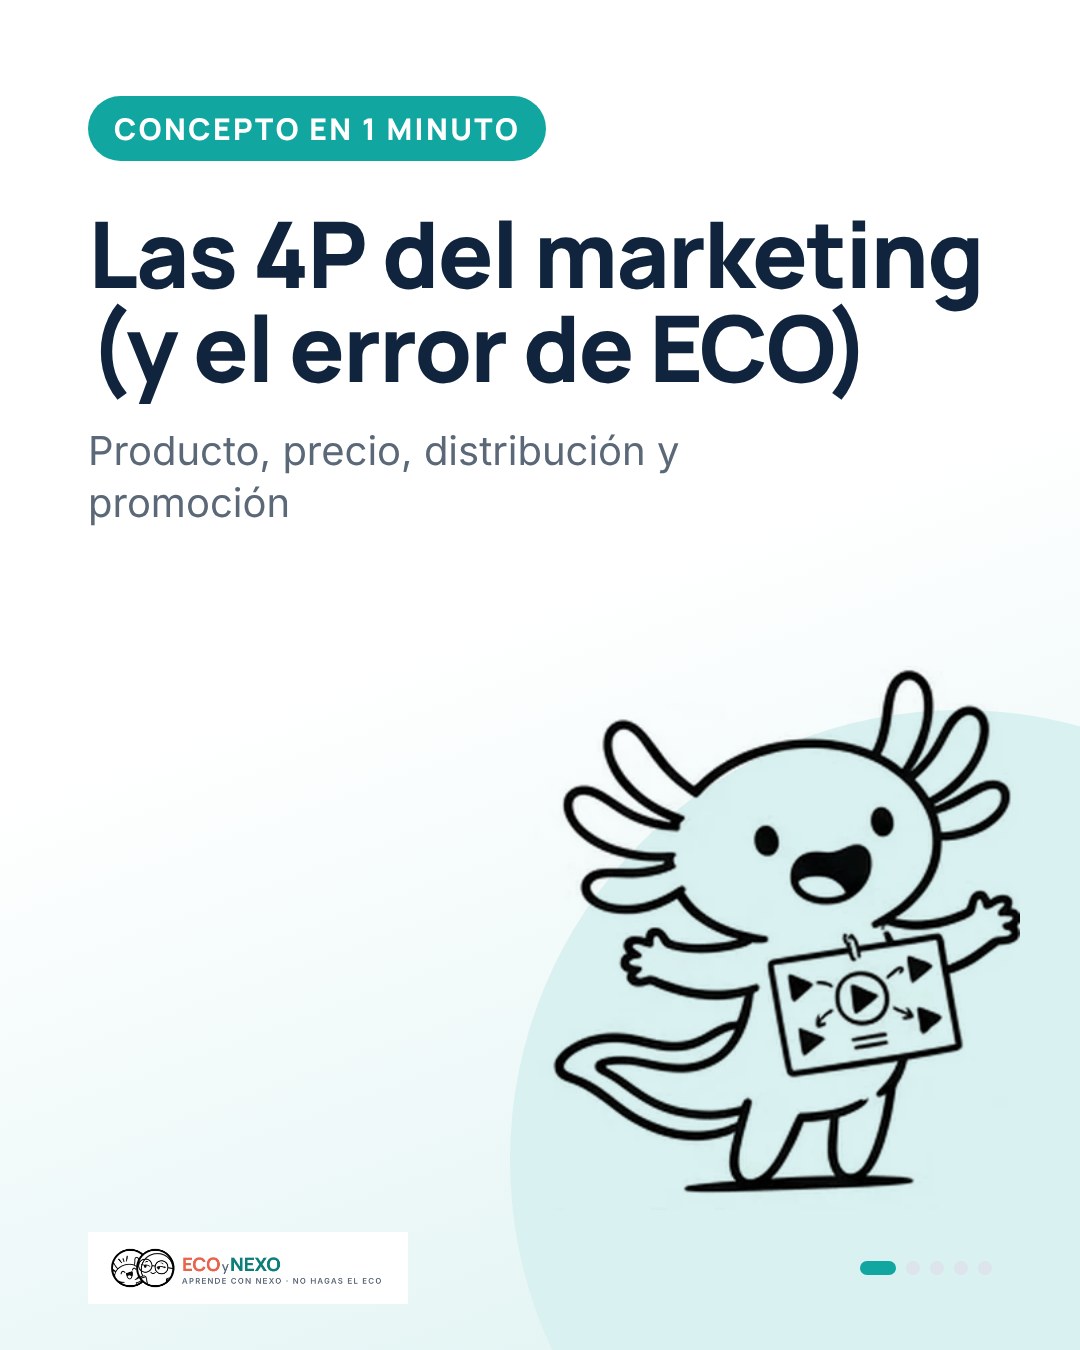 CONCEPTO EN 1 MINUTO
Las 4P del marketing
(y el error de ECO)
Producto, precio, distribución y
promoción
ECOyNEXO
APRENDE CON NEXO · NO HAGAS EL ECO